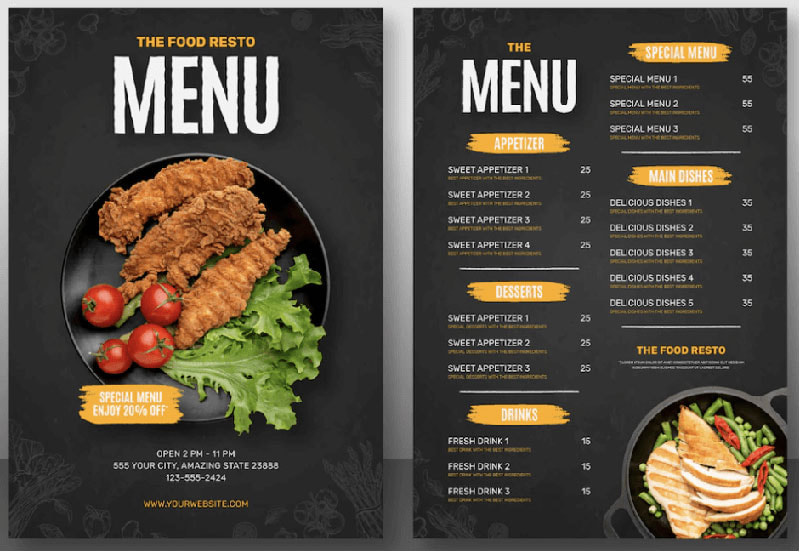 THE FOOD RESTO
MENU
SPECIAL MENU
ENJOY 20% OFF
OPEN 2 PM - 11 PM
555 YOUR CITY, AMAZING STATE 23888
123-555-2424
WWW.YOURWEBSITE.COM
THE
MENU
APPETIZER
SWEET APPETIZER 1 25
BEST APPETIZER WITH THE BEST INGREDIENTS
SWEET APPETIZER 2 25
BEST APPETIZER WITH THE BEST INGREDIENTS
SWEET APPETIZER 3 25
BEST APPETIZER WITH THE BEST INGREDIENTS
SWEET APPETIZER 4 25
BEST APPETIZER WITH THE BEST INGREDIENTS
DESSERTS
SWEET APPETIZER 1 25
SPECIAL DESSERTS WITH THE BEST INGREDIENTS
SWEET APPETIZER 2 25
SPECIAL DESSERTS WITH THE BEST INGREDIENTS
SWEET APPETIZER 3 25
SPECIAL DESSERTS WITH THE BEST INGREDIENTS
DRINKS
FRESH DRINK 1 15
BEST DRINK WITH THE BEST INGREDIENTS
FRESH DRINK 2 15
BEST DRINK WITH THE BEST INGREDIENTS
FRESH DRINK 3 15
BEST DRINK WITH THE BEST INGREDIENTS
SPECIAL MENU
SPECIAL MENU 1 55
SPECIAL MENU WITH THE BEST INGREDIENTS
SPECIAL MENU 2 55
SPECIAL MENU WITH THE BEST INGREDIENTS
SPECIAL MENU 3 55
SPECIAL MENU WITH THE BEST INGREDIENTS
MAIN DISHES
DELICIOUS DISHES 1 35
SPECIAL DISHES WITH THE BEST INGREDIENTS
DELICIOUS DISHES 2 35
SPECIAL DISHES WITH THE BEST INGREDIENTS
DELICIOUS DISHES 3 35
SPECIAL DISHES WITH THE BEST INGREDIENTS
DELICIOUS DISHES 4 35
SPECIAL DISHES WITH THE BEST INGREDIENTS
DELICIOUS DISHES 5 35
SPECIAL DISHES WITH THE BEST INGREDIENTS
THE FOOD RESTO